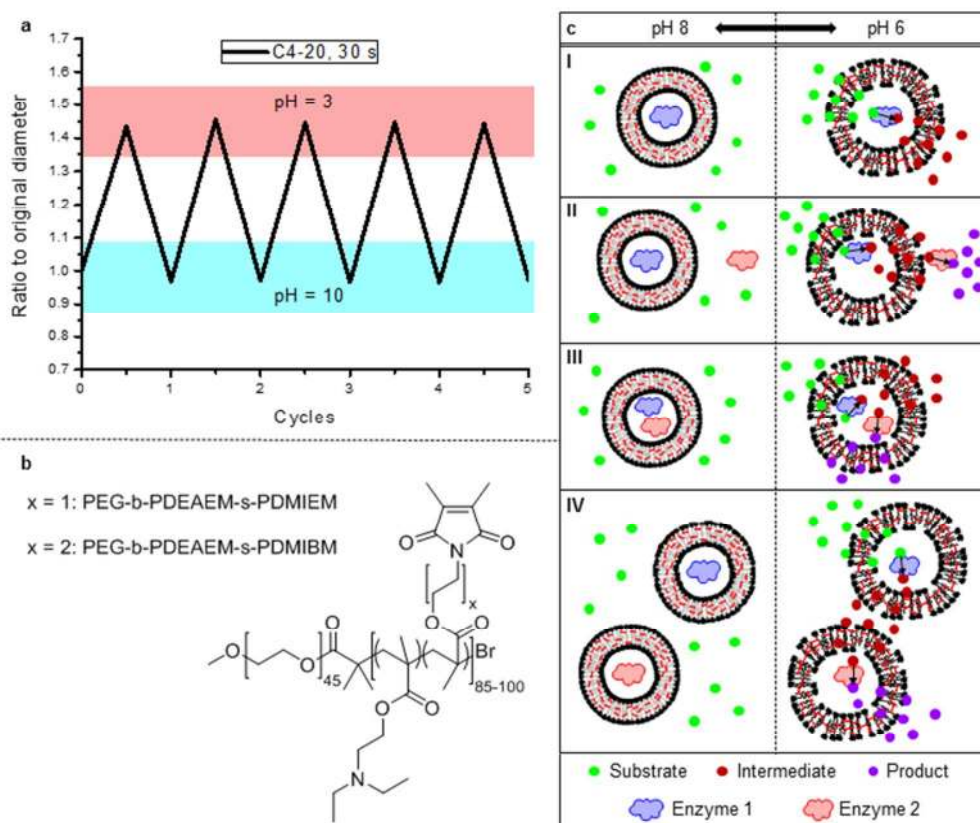 a
C4-20, 30 s
1.7
1.6
1.5
1.4
1.3
1.2
1.1
1.0
0.9
0.8
0.7
Ratio to original diameter
pH = 3
pH = 10
0 1 2 3 4 5
Cycles
b
x = 1: PEG-b-PDEAEM-s-PDMIEM
x = 2: PEG-b-PDEAEM-s-PDMIBM
O N O
x
O
O O O Br
O O 45 85-100
O O
N
c pH 8 pH 6
I
II
III
IV
Substrate Intermediate Product
Enzyme 1 Enzyme 2